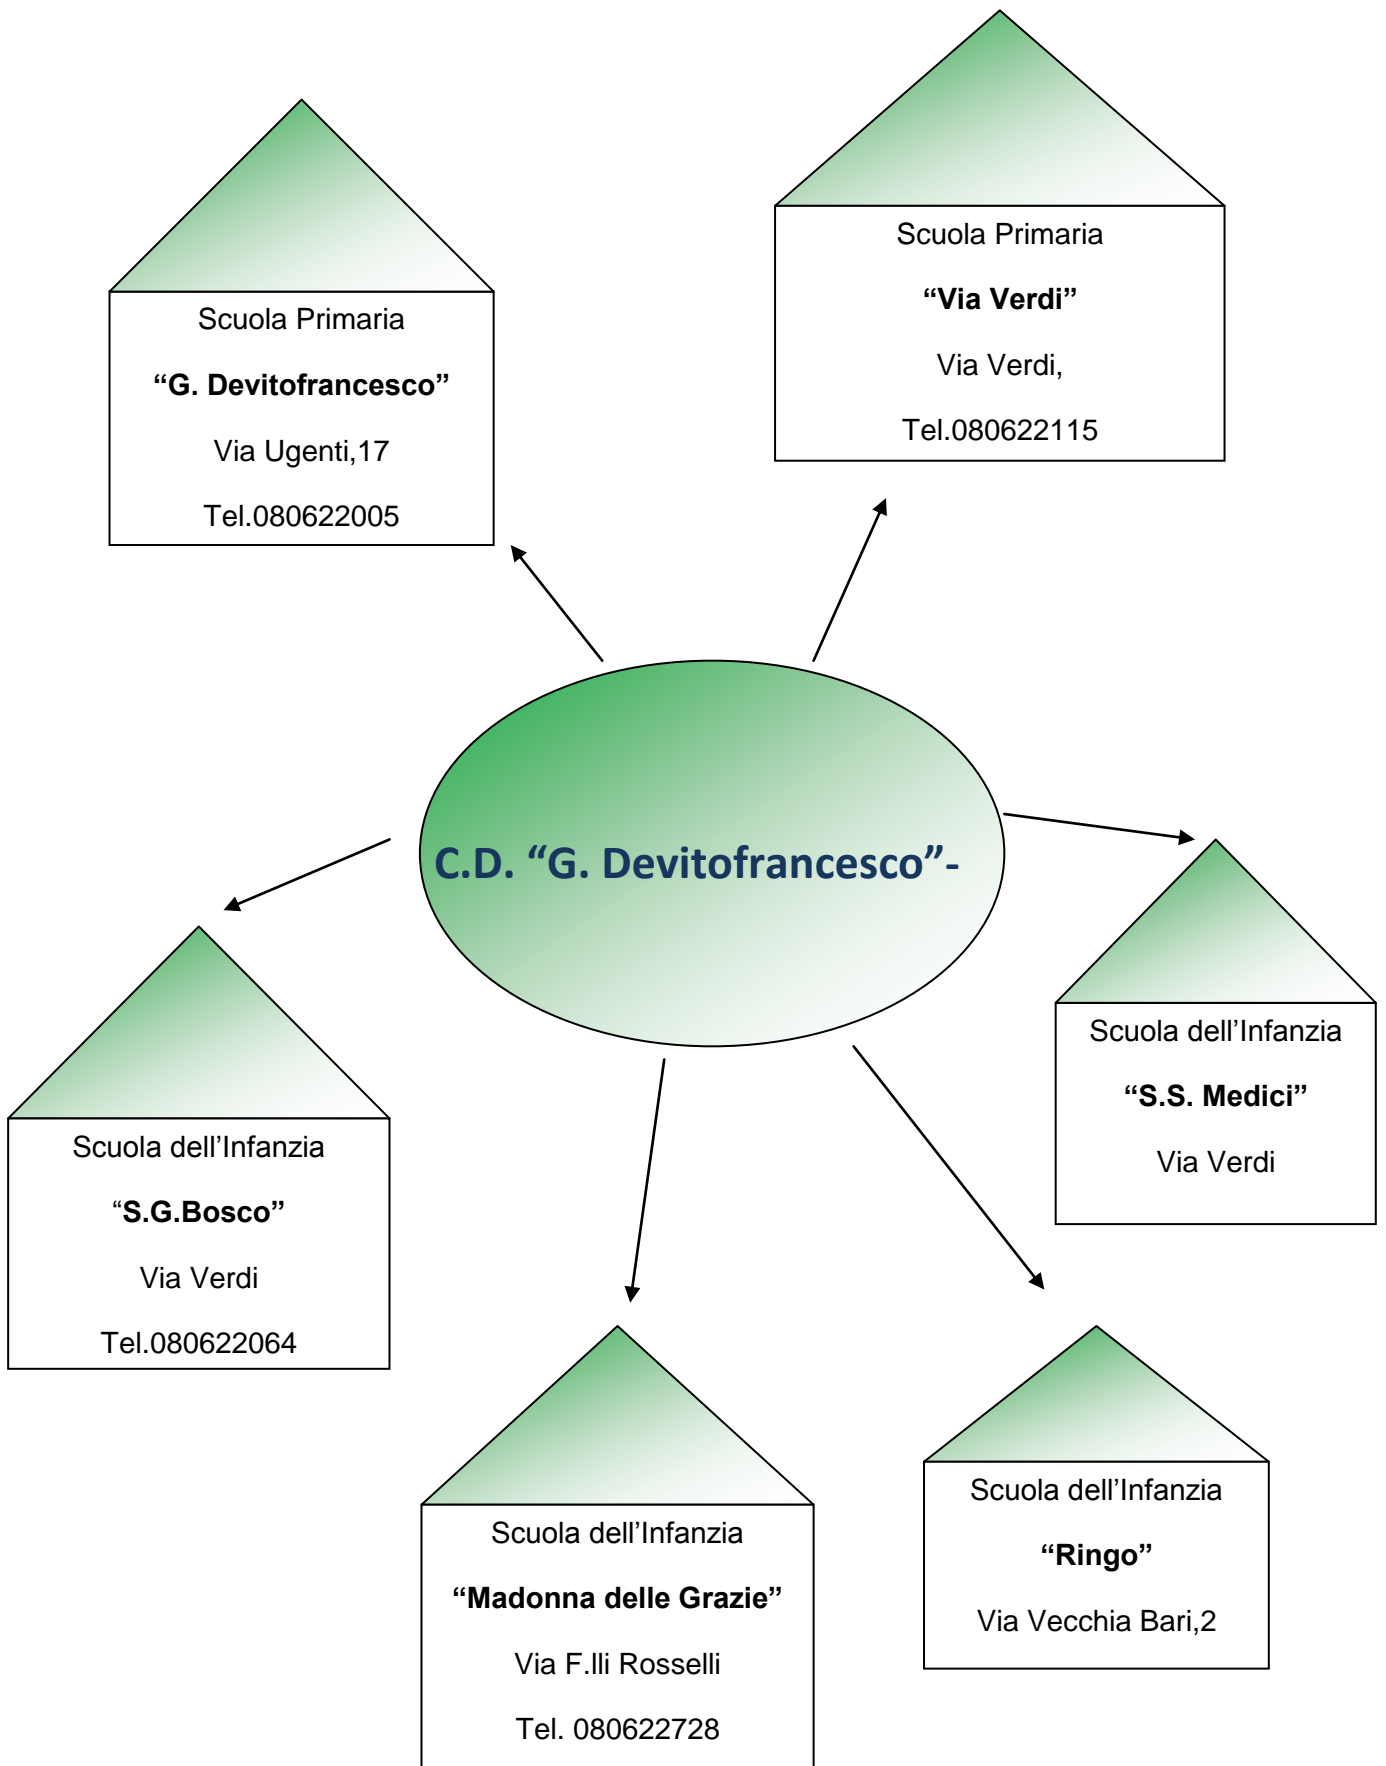 Scuola Primaria
“Via Verdi”
Via Verdi,
Tel.080622115
Scuola Primaria
“G. Devitofrancesco”
Via Ugenti,17
Tel.080622005
C.D. “G. Devitofrancesco”-
Scuola dell’Infanzia
“S.S. Medici”
Via Verdi
Scuola dell’Infanzia
“S.G.Bosco”
Via Verdi
Tel.080622064
Scuola dell’Infanzia
“Ringo”
Via Vecchia Bari,2
Scuola dell’Infanzia
“Madonna delle Grazie”
Via F.lli Rosselli
Tel. 080622728